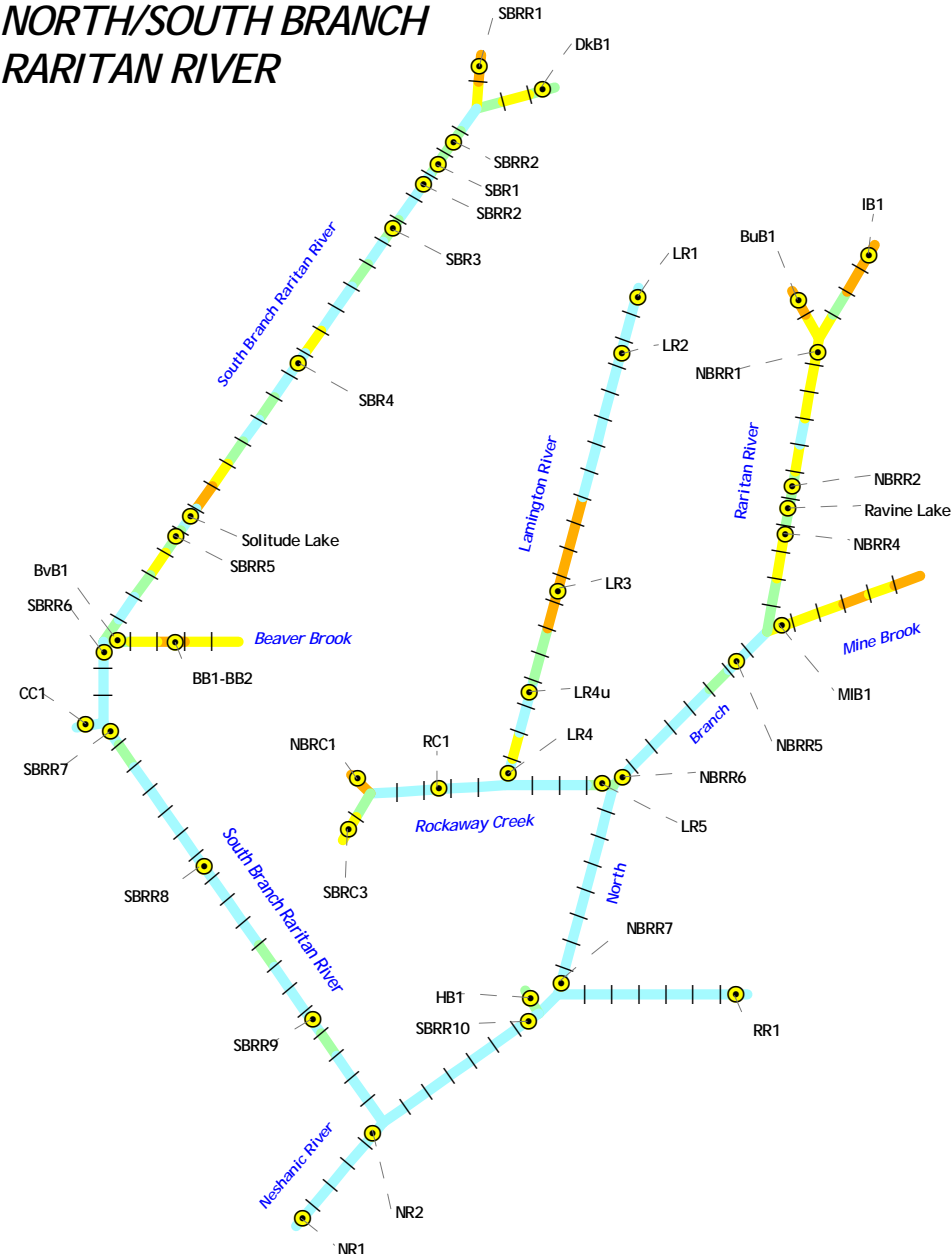 NORTH/SOUTH BRANCH
RARITAN RIVER
SBRR1
DkB1
SBRR2
SBR1
SBRR2
SBR3
South Branch Raritan River
SBR4
IB1
BuB1
LR1
LR2
NBRR1
Lamington River
Raritan River
NBRR2
Ravine Lake
NBRR4
Solitude Lake
SBRR5
BvB1
SBRR6
Beaver Brook
BB1-BB2
LR3
Mine Brook
MIB1
CC1
SBRR7
LR4u
LR4
NBRC1
RC1
Branch
NBRR5
NBRR6
Rockaway Creek
LR5
SBRR8
South Branch Raritan River
SBRC3
North
NBRR7
HB1
SBRR10
RR1
SBRR9
Neshanic River
NR2
NR1